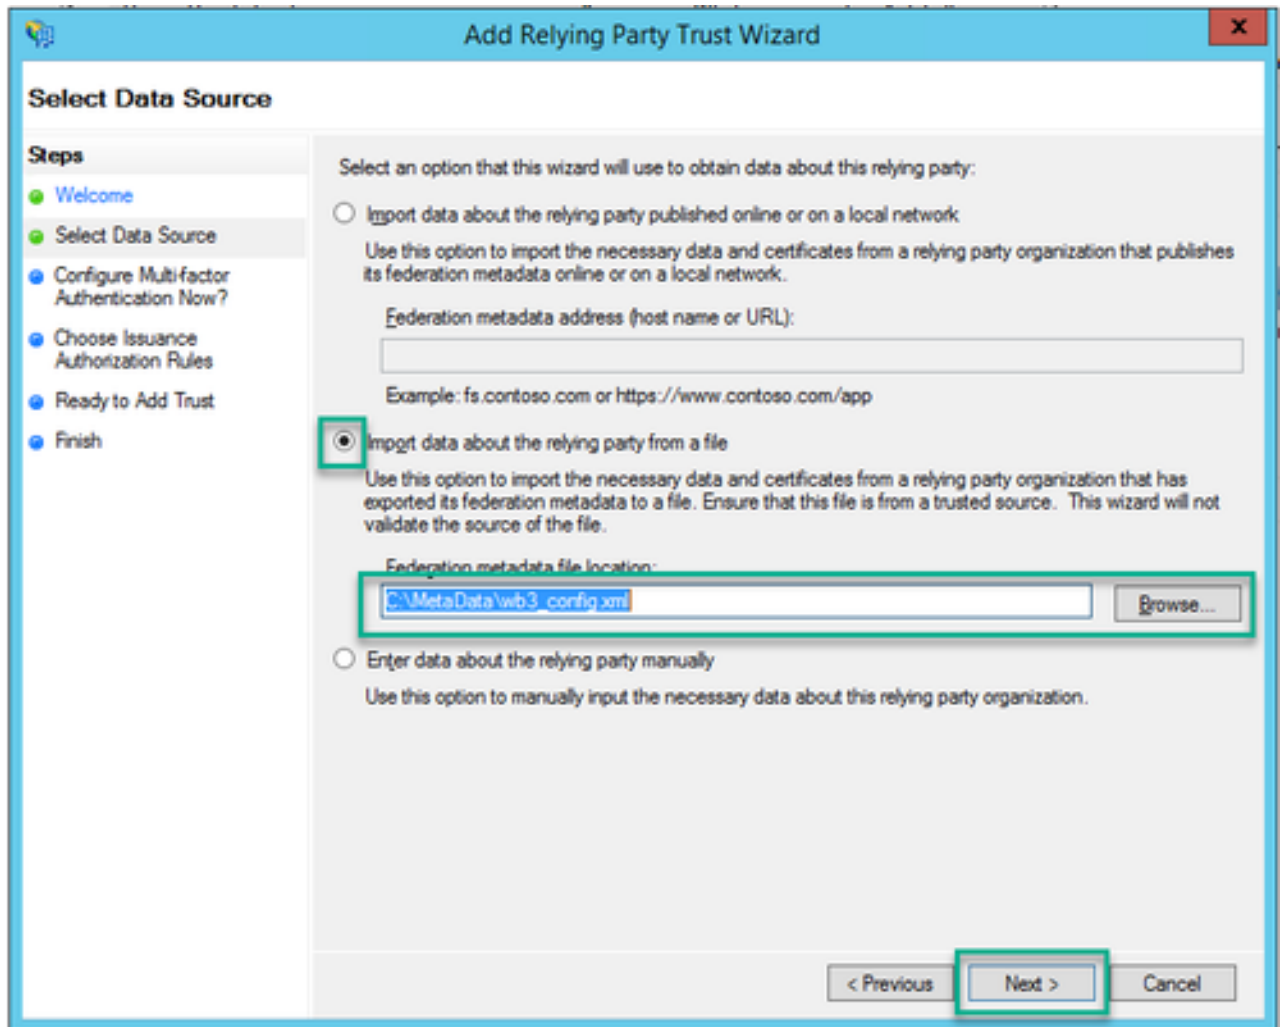 Add Relying Party Trust Wizard
x
Select Data Source
Steps
Welcome
Select Data Source
Configure Multi-factor
Authentication Now?
Choose Issuance
Authorization Rules
Ready to Add Trust
Finish
Select an option that this wizard will use to obtain data about this relying party:
Import data about the relying party published online or on a local network
Use this option to import the necessary data and certificates from a relying party organization that publishes
its federation metadata online or on a local network.
Federation metadata address (host name or URL):
Example: fs.contoso.com or https://www.contoso.com/app
Import data about the relying party from a file
Use this option to import the necessary data and certificates from a relying party organization that has
exported its federation metadata to a file. Ensure that this file is from a trusted source. This wizard will not
validate the source of the file.
Federation metadata file location:
C:\MetaData\wb3_config.xml
Browse...
Enter data about the relying party manually
Use this option to manually input the necessary data about this relying party organization.
< Previous
Next >
Cancel